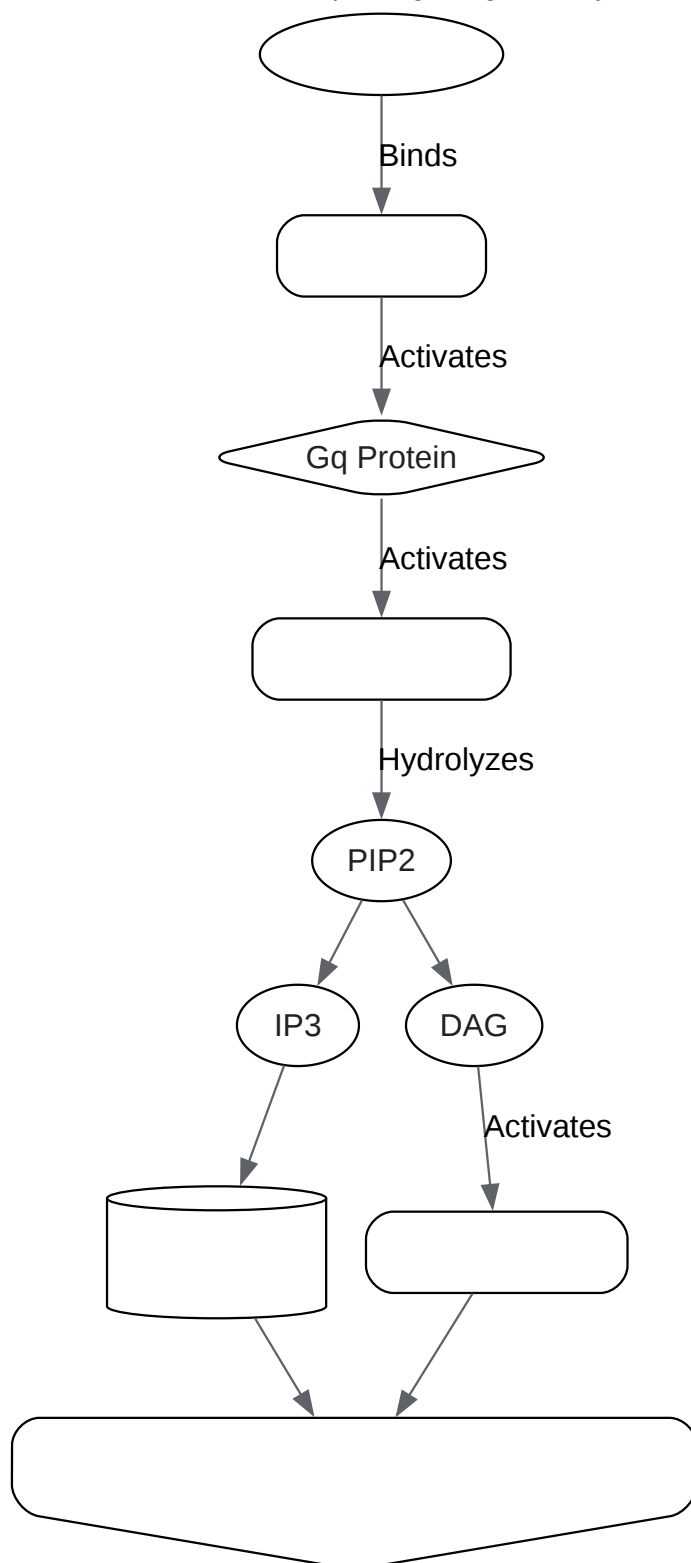 Binds
Activates
Gq Protein
Activates
Hydrolyzes
PIP2
IP3
DAG
Activates